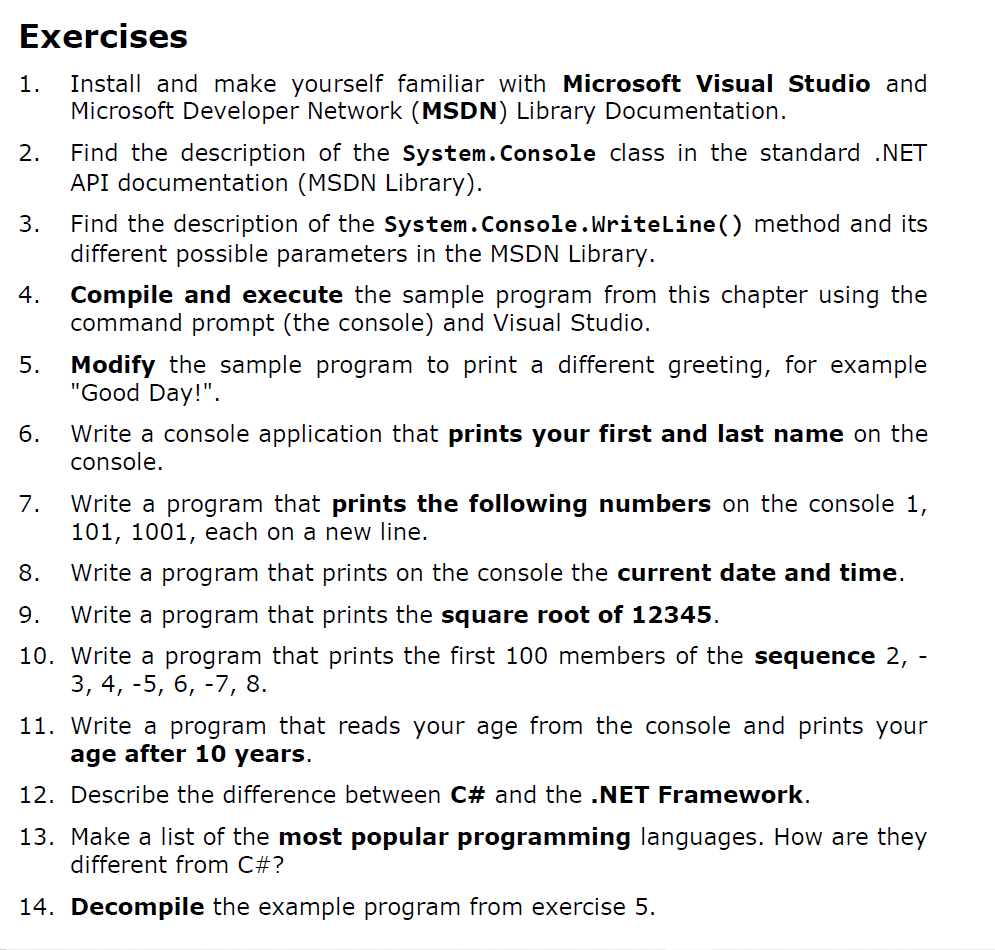 Exercises
1. Install and make yourself familiar with Microsoft Visual Studio and
Microsoft Developer Network (MSDN) Library Documentation.
2. Find the description of the System.Console class in the standard .NET
API documentation (MSDN Library).
3. Find the description of the System.Console.WriteLine() method and its
different possible parameters in the MSDN Library.
4. Compile and execute the sample program from this chapter using the
command prompt (the console) and Visual Studio.
5. Modify the sample program to print a different greeting, for example
"Good Day!".
6. Write a console application that prints your first and last name on the
console.
7. Write a program that prints the following numbers on the console 1,
101, 1001, each on a new line.
8. Write a program that prints on the console the current date and time.
9. Write a program that prints the square root of 12345.
10. Write a program that prints the first 100 members of the sequence 2, -
3, 4, -5, 6, -7, 8.
11. Write a program that reads your age from the console and prints your
age after 10 years.
12. Describe the difference between C# and the .NET Framework.
13. Make a list of the most popular programming languages. How are they
different from C#?
14. Decompile the example program from exercise 5.